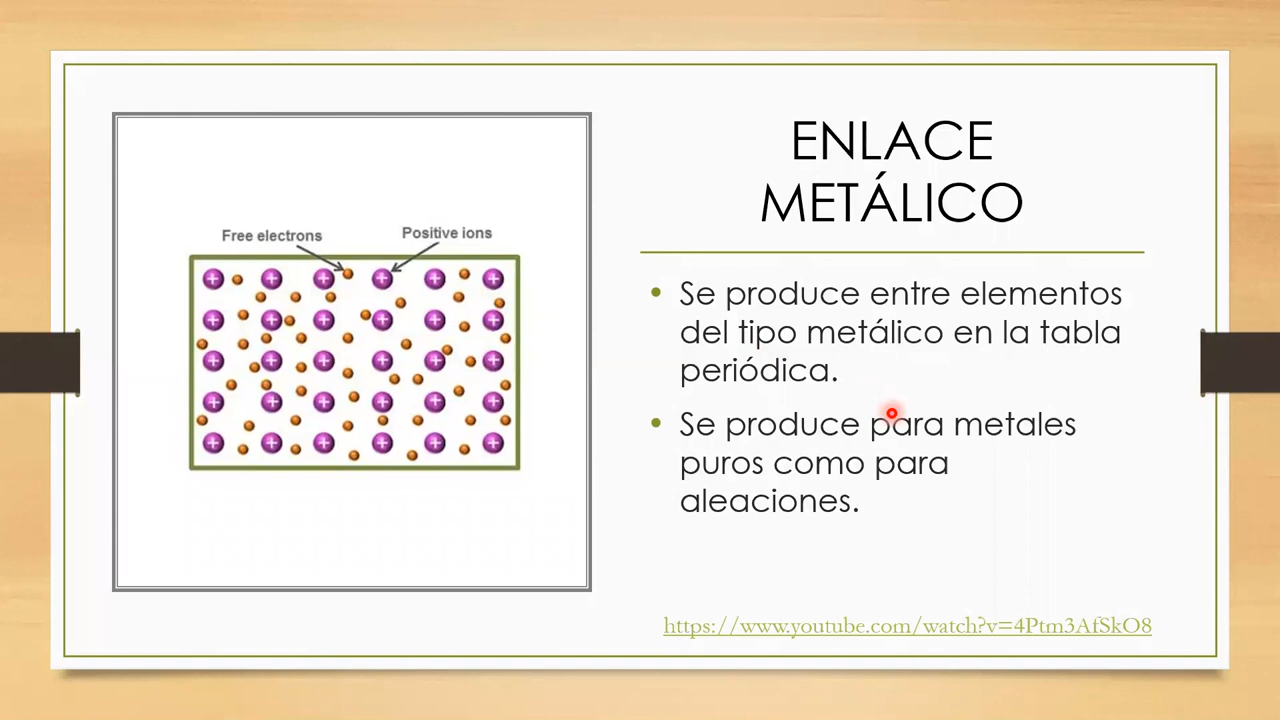 ENLACE
METÁLICO
Free electrons
Positive ions
• Se produce entre elementos
del tipo metálico en la tabla
periódica.
• Se produce para metales
puros como para
aleaciones.
https://www.youtube.com/watch?v=4Ptm3AfSkO8